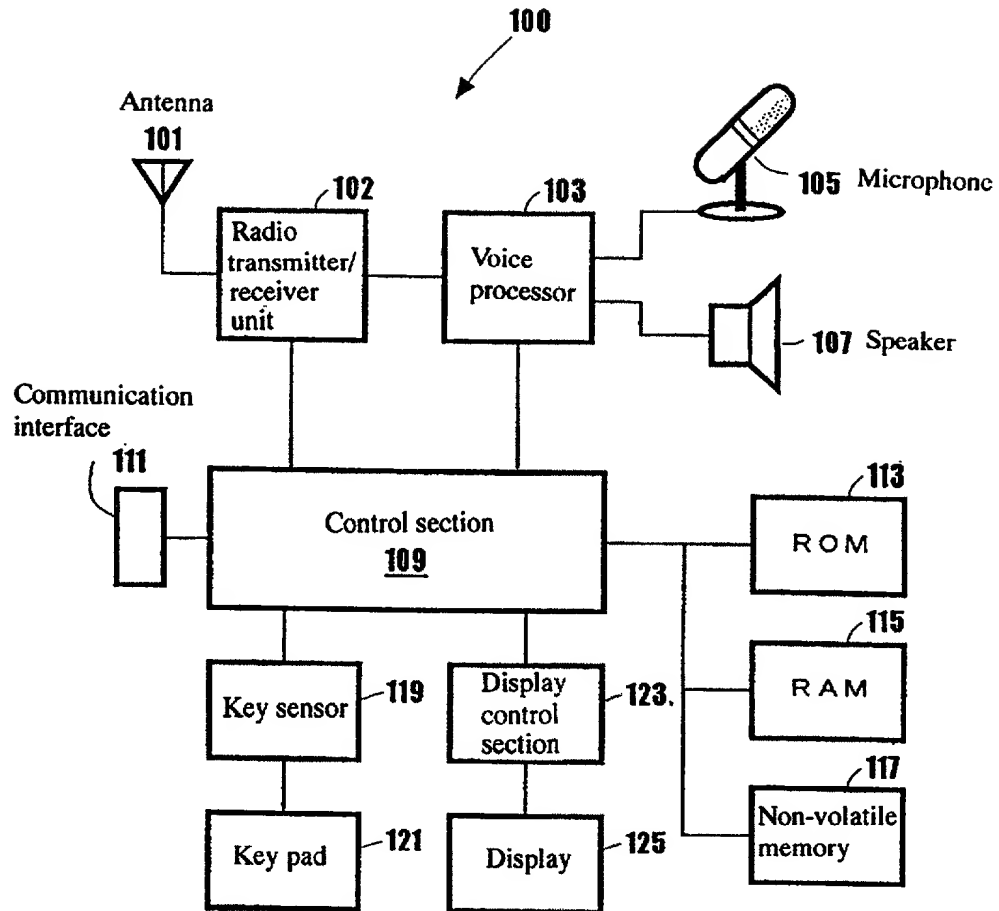 100
Antenna
101
102
Radio
transmitter/
receiver
unit
103
Voice
processor
105 Microphone
107 Speaker
Communication
interface
111
Control section
109
113
ROM
115
RAM
117
Non-volatile
memory
Key sensor
119
Display
control
section
123.
Key pad
121
Display
125